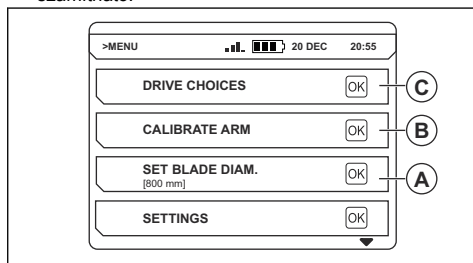 >MENU 20 DEC 20:55
DRIVE CHOICES OK C
CALIBRATE ARM OK B
SET BLADE DIAM.
[800 mm] OK A
SETTINGS OK